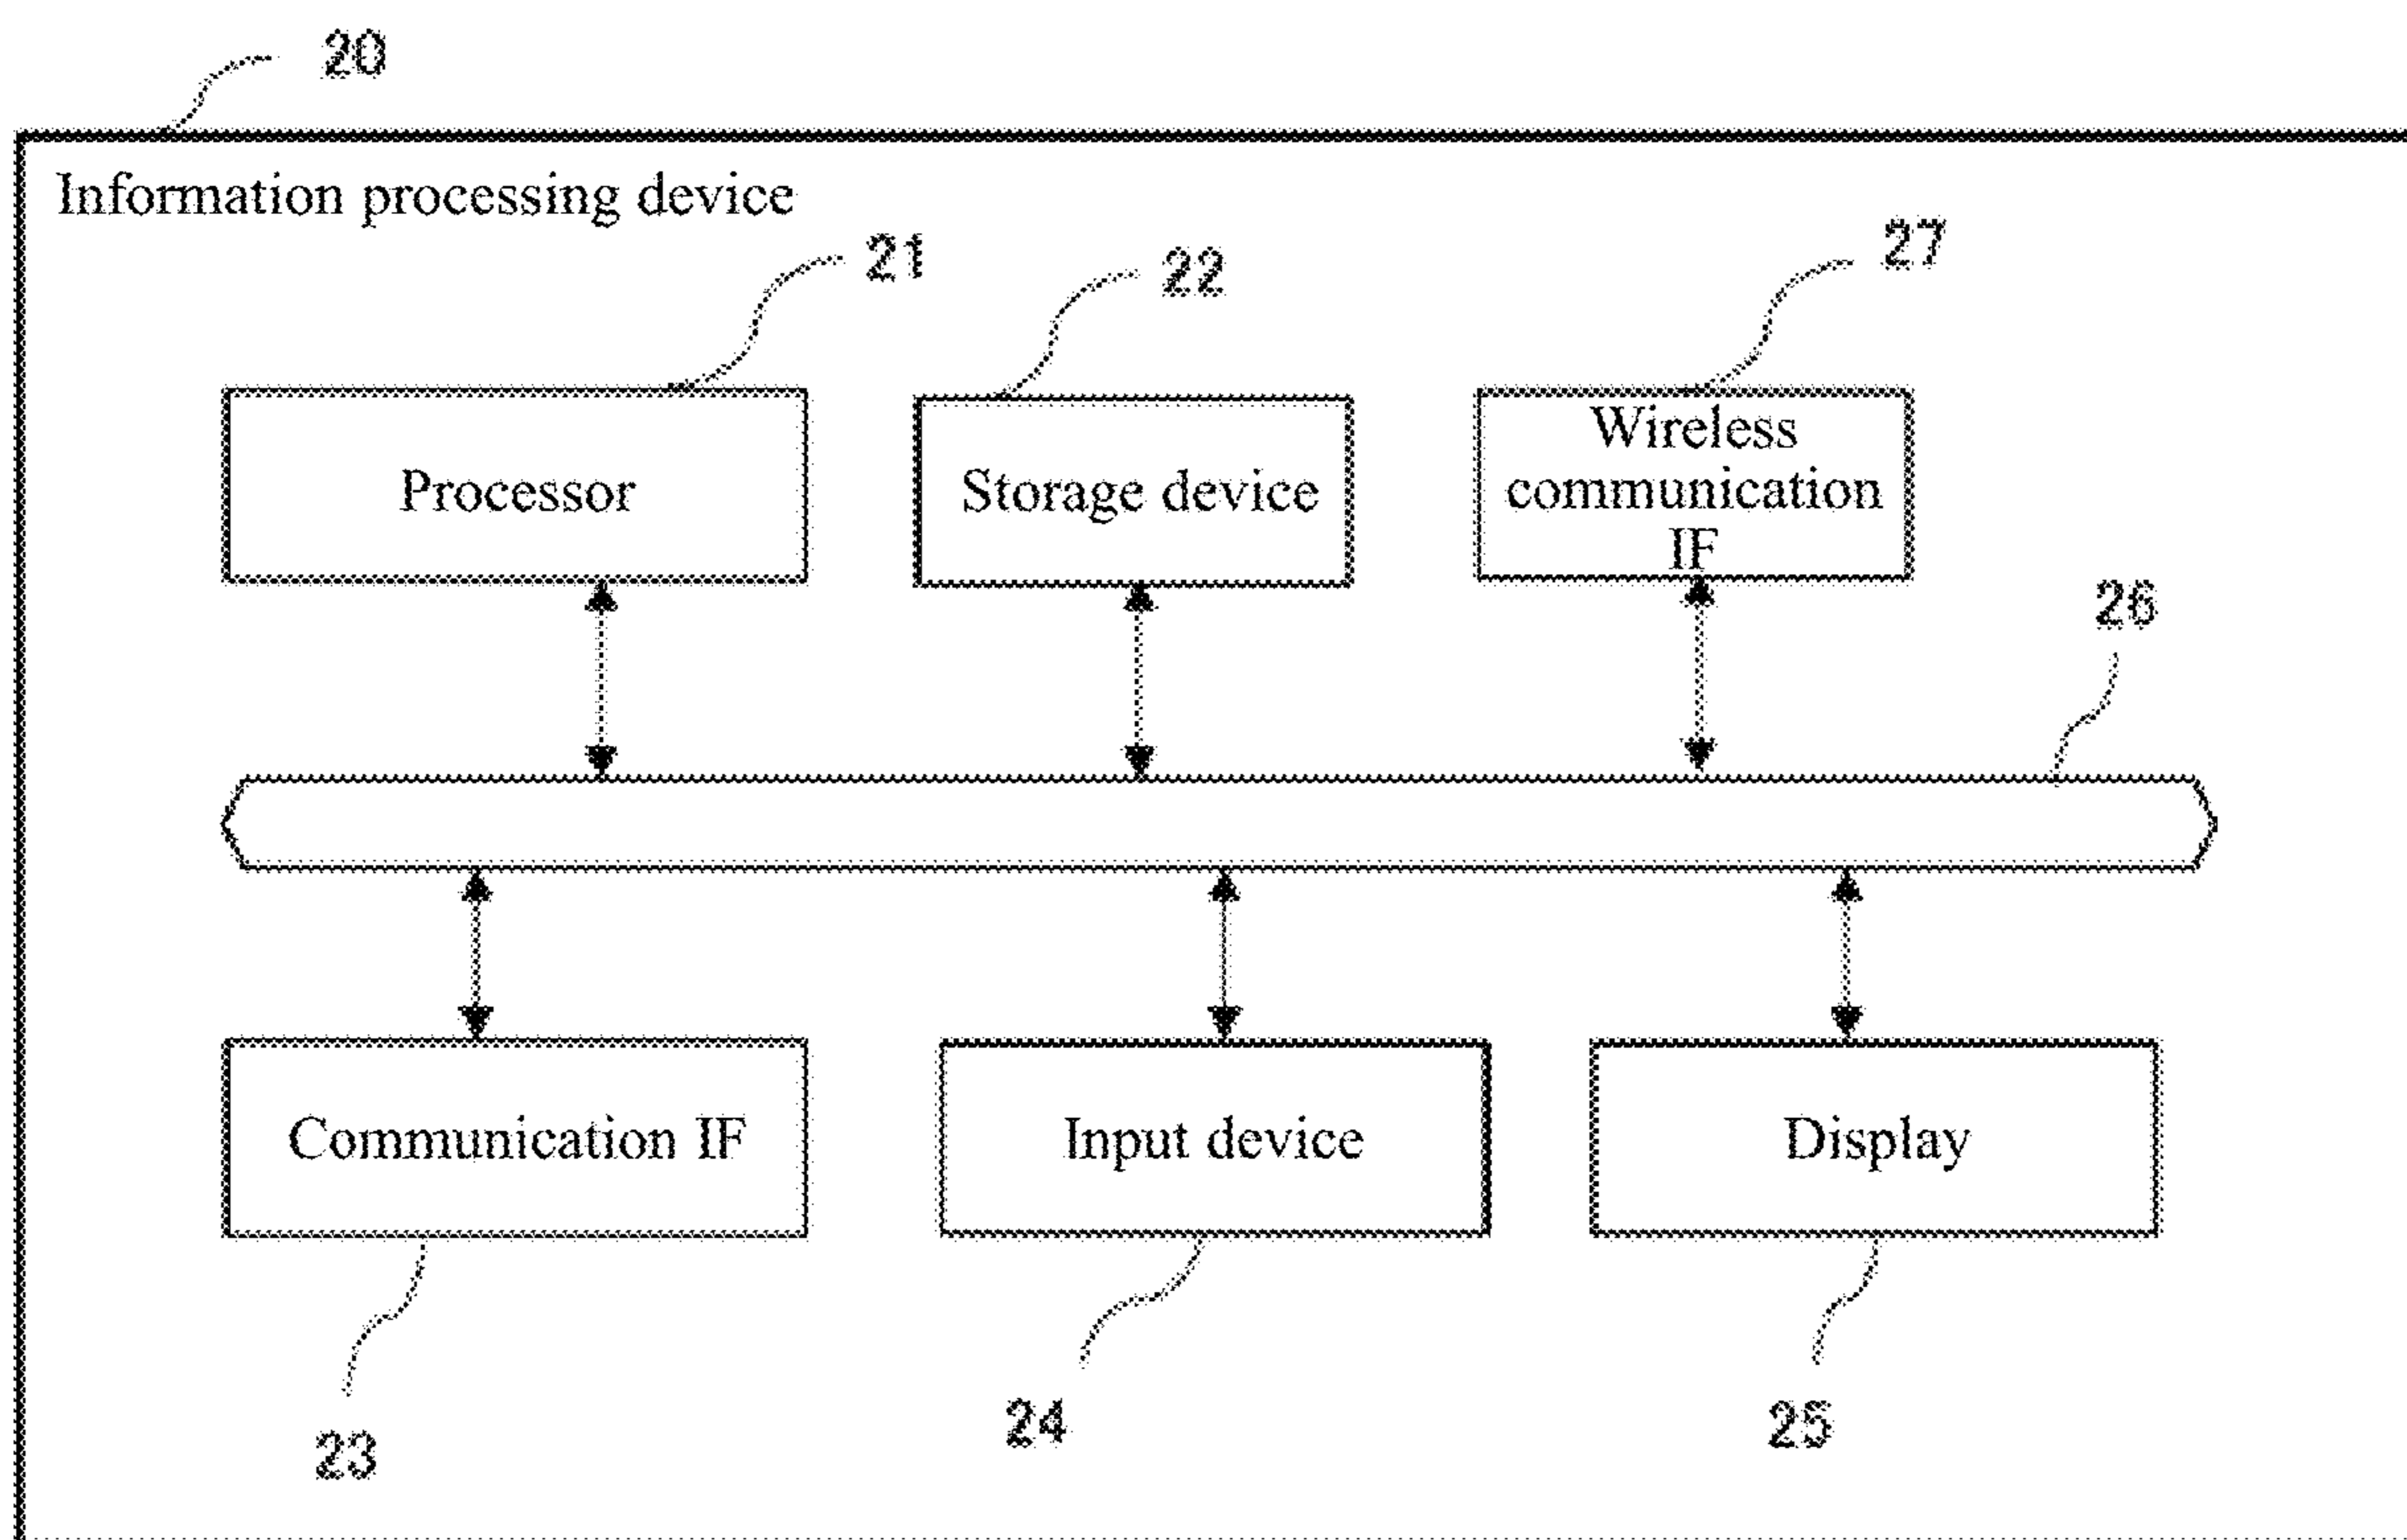 20
Information processing device
21
22
27
Processor
Storage device
Wireless
communication
IF
26
Communication IF
Input device
Display
23
24
25